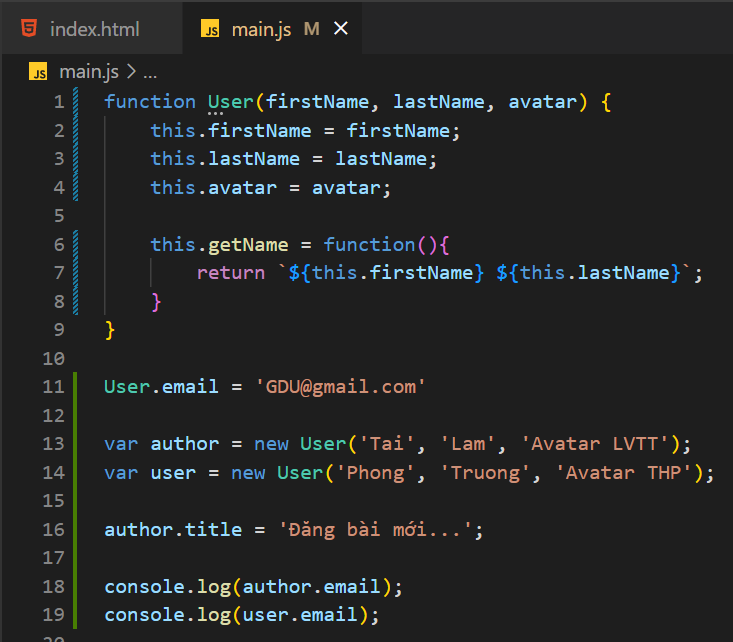 index.html
JS main.js M
JS main.js > ...
1 function User(firstName, lastName, avatar) {
2     this.firstName = firstName;
3     this.lastName = lastName;
4     this.avatar = avatar;
5
6     this.getName = function(){
7         return `${this.firstName} ${this.lastName}`;
8     }
9 }
10
11 User.email = 'GDU@gmail.com'
12
13 var author = new User('Tai', 'Lam', 'Avatar LVTT');
14 var user = new User('Phong', 'Truong', 'Avatar THP');
15
16 author.title = 'Đăng bài mới...';
17
18 console.log(author.email);
19 console.log(user.email);
20